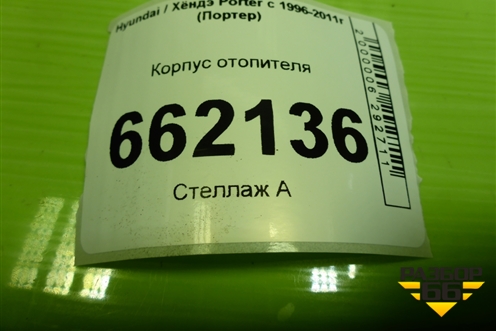 Hyundai / Хёндэ Porter с 1996-2011г
(Портер)
Корпус отопителя
662136
Стеллаж А
2000006292711
РАЗБОР
66